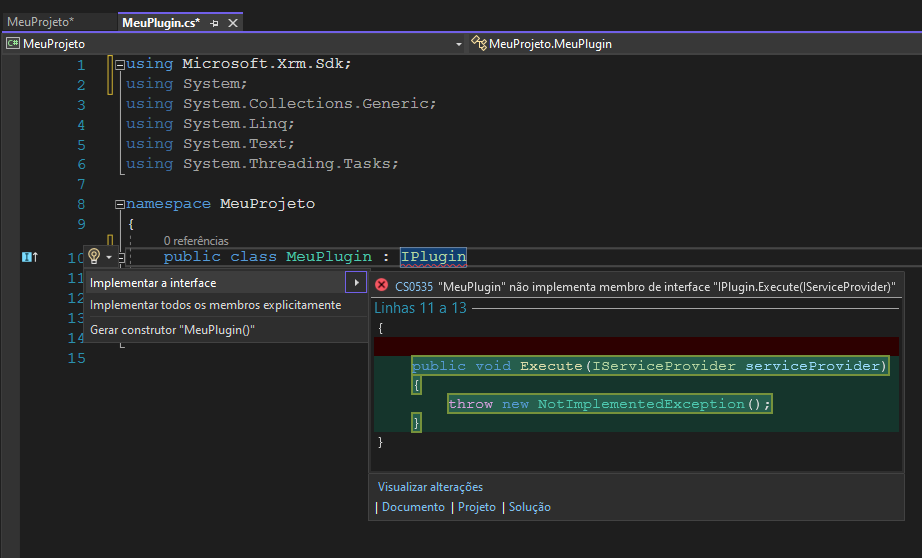 MeuProjeto*
MeuPlugin.cs*
MeuProjeto
MeuProjeto.MeuPlugin
1 using Microsoft.Xrm.Sdk;
2 using System;
3 using System.Collections.Generic;
4 using System.Linq;
5 using System.Text;
6 using System.Threading.Tasks;
7
8 namespace MeuProjeto
9 {
0 referências
10 public class MeuPlugin : IPlugin
11
12
13
14
15
Implementar a interface
Implementar todos os membros explicitamente
Gerar construtor "MeuPlugin()"
CS0535 "MeuPlugin" não implementa membro de interface "IPlugin.Execute(IServiceProvider)"
Linhas 11 a 13
{
public void Execute(IServiceProvider serviceProvider)
{
throw new NotImplementedException();
}
}
Visualizar alterações
Documento | Projeto | Solução